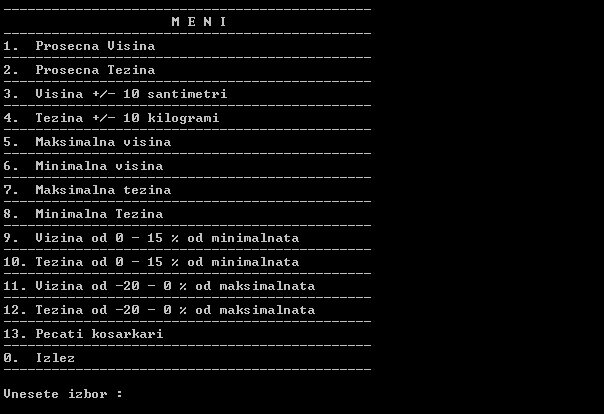 M E N I
1. Prosecna Visina
2. Prosecna Tezina
3. Visina +/- 10 santimetri
4. Tezina +/- 10 kilogrami
5. Maksimalna visina
6. Minimalna visina
7. Maksimalna tezina
8. Minimalna Tezina
9. Vizina od 0 - 15 % od minimalnata
10. Tezina od 0 - 15 % od minimalnata
11. Vizina od -20 - 0 % od maksimalnata
12. Tezina od -20 - 0 % od maksimalnata
13. Pecati kosarkari
0. Izlez
Vnesete izbor :